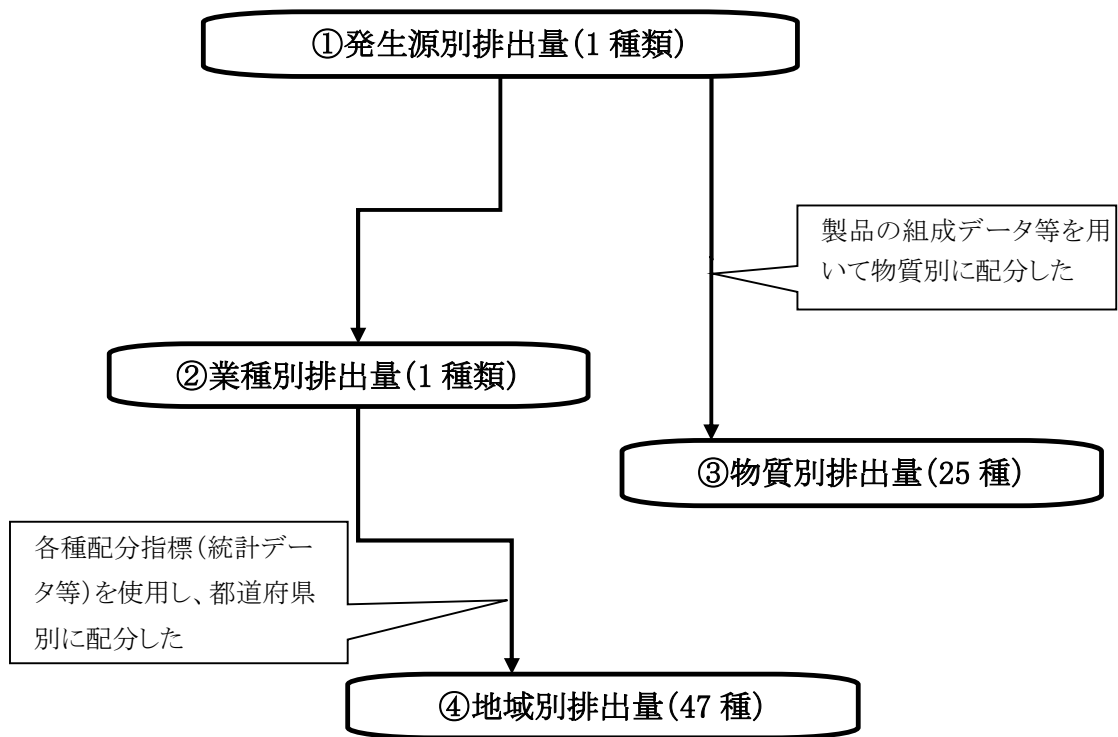 ①発生源別排出量(1 種類)
製品の組成データ等を用
いて物質別に配分した
②業種別排出量(1 種類)
③物質別排出量(25 種)
各種配分指標(統計デー
タ等)を使用し、都道府県
別に配分した
④地域別排出量(47 種)